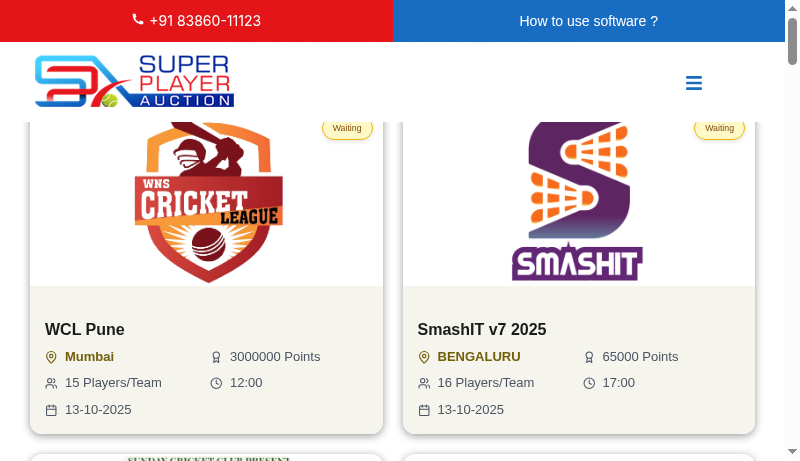 +91 83860-11123
How to use software ?
SUPER
PLAYER
AUCTION
Waiting
Waiting
WNS
CRICKET
LEAGUE
SMASHIT
WCL Pune
Mumbai
3000000 Points
15 Players/Team
12:00
13-10-2025
SmashIT v7 2025
BENGALURU
65000 Points
16 Players/Team
17:00
13-10-2025
SUNDAY CRICKET CLUB PRESENT